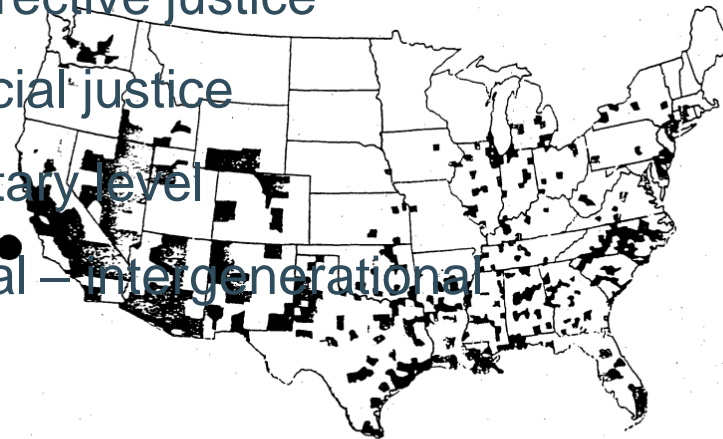 rective justice
cial justice
tary level
al – intergenerational